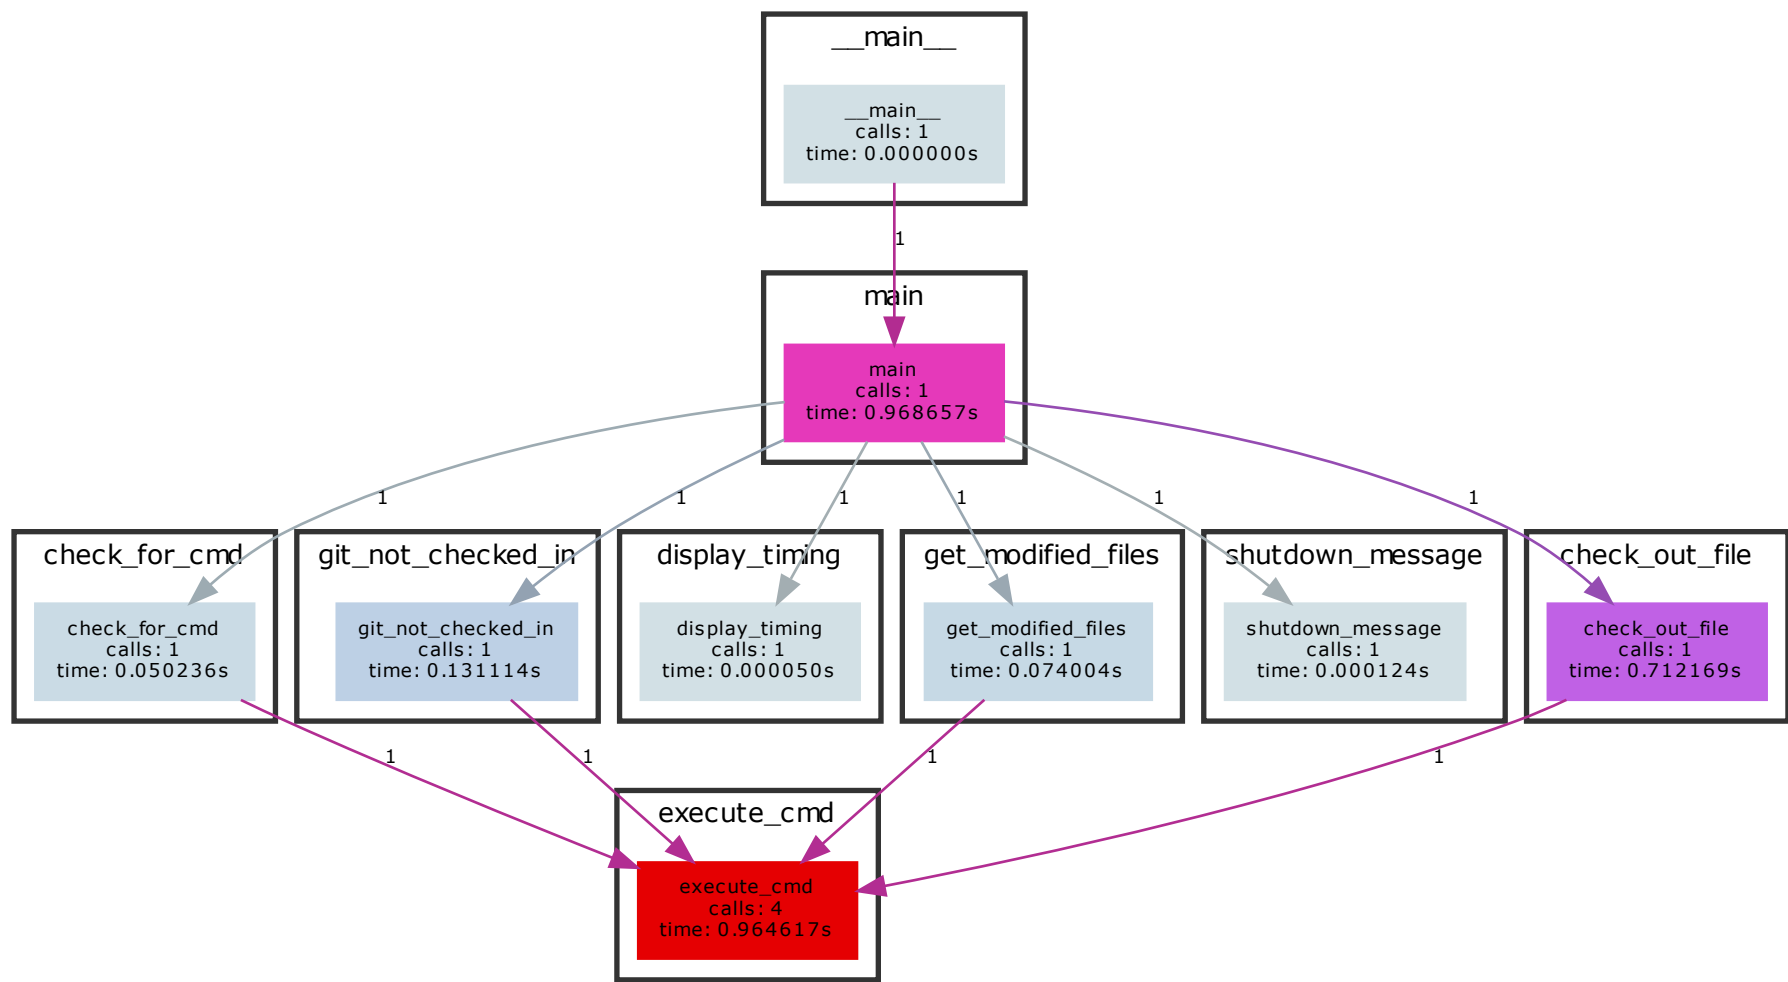 __main__
__main__
calls: 1
time: 0.000000s
1
main
main
calls: 1
time: 0.968657s
1
1
1
1
1
1
check_for_cmd
check_for_cmd
calls: 1
time: 0.050236s
git_not_checked_in
git_not_checked_in
calls: 1
time: 0.131114s
display_timing
display_timing
calls: 1
time: 0.000050s
get_modified_files
get_modified_files
calls: 1
time: 0.074004s
shutdown_message
shutdown_message
calls: 1
time: 0.000124s
check_out_file
check_out_file
calls: 1
time: 0.712169s
1
1
1
1
execute_cmd
execute_cmd
calls: 4
time: 0.964617s